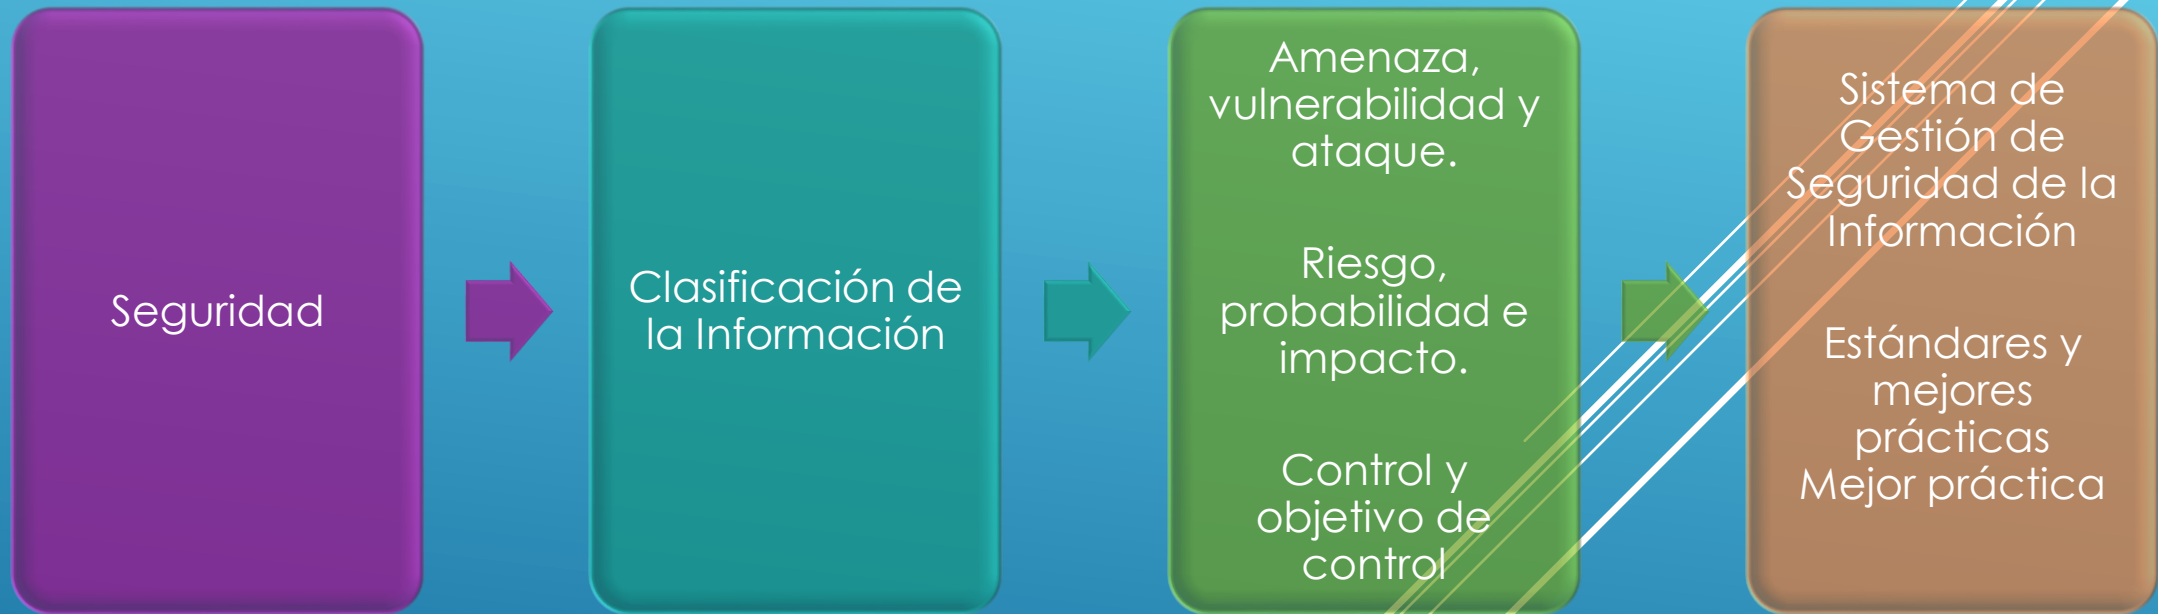 Seguridad
Clasificación de
la Información
Amenaza,
vulnerabilidad y
ataque.
Riesgo,
probabilidad e
impacto.
Control y
objetivo de
control
Sistema de
Gestión de
Seguridad de la
Información
Estándares y
mejores
prácticas
Mejor práctica